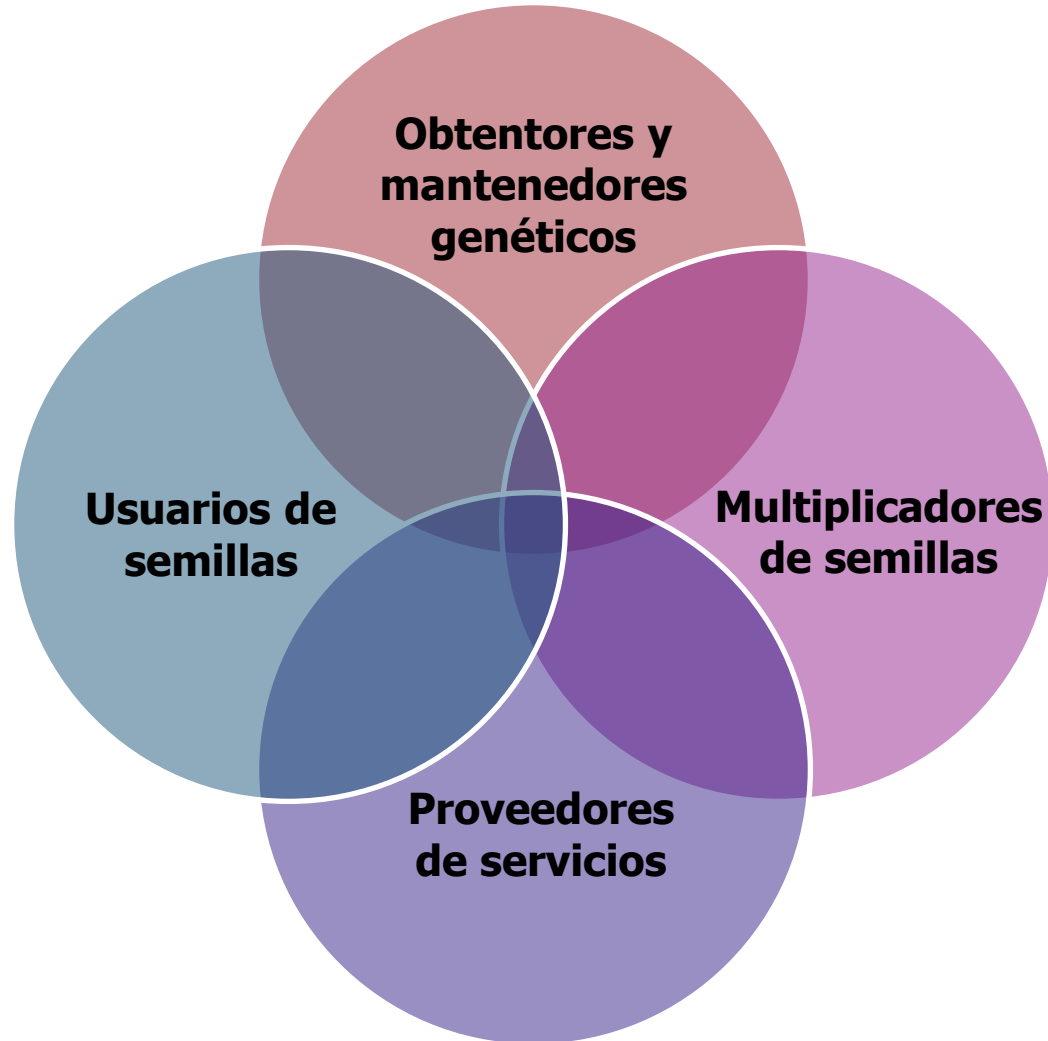 Obtentores y
mantenedores
genéticos
Usuarios de
semillas
Multiplicadores
de semillas
Proveedores
de servicios